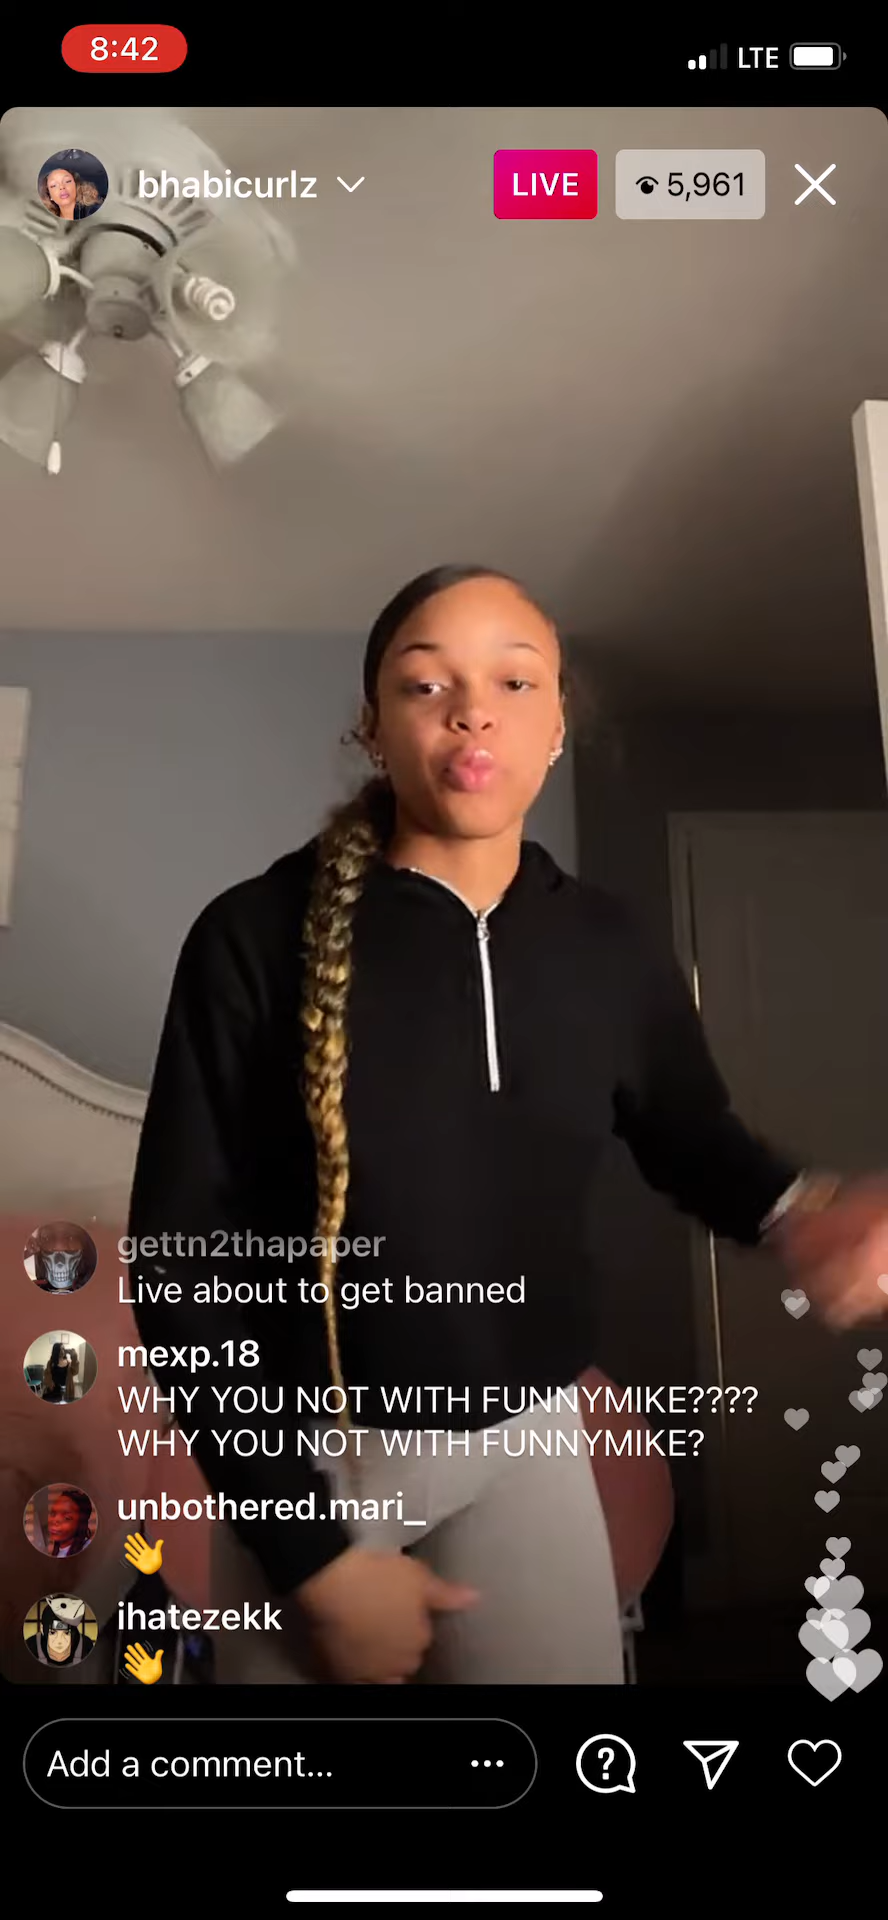 8:42
LTE
bhabicurlz
LIVE
5,961
gettn2thapaper
Live about to get banned
mexp.18
WHY YOU NOT WITH FUNNYMIKE????
WHY YOU NOT WITH FUNNYMIKE?
unbothered.mari_
👋
ihatezekk
👋
Add a comment...